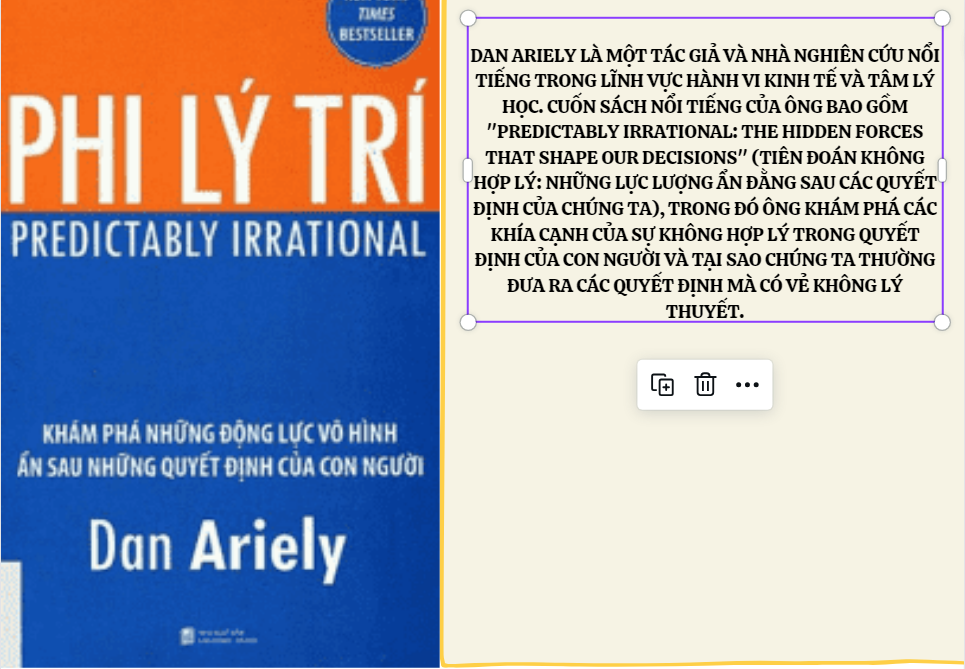 TIMES
BESTSELLER
PHI LÝ TRÍ
PREDICTABLY IRRATIONAL
KHÁM PHÁ NHỮNG ĐỘNG LỰC VÔ HÌNH
ẨN SAU NHỮNG QUYẾT ĐỊNH CỦA CON NGƯỜI
Dan Ariely
DAN ARIELY LÀ MỘT TÁC GIẢ VÀ NHÀ NGHIÊN CỨU NỔI
TIẾNG TRONG LĨNH VỰC HÀNH VI KINH TẾ VÀ TÂM LÝ
HỌC. CUỐN SÁCH NỔI TIẾNG CỦA ÔNG BAO GỒM
"PREDICTABLY IRRATIONAL: THE HIDDEN FORCES
THAT SHAPE OUR DECISIONS" (TIÊN ĐOÁN KHÔNG
HỢP LÝ: NHỮNG LỰC LƯỢNG ẨN ĐẰNG SAU CÁC QUYẾT
ĐỊNH CỦA CHÚNG TA), TRONG ĐÓ ÔNG KHÁM PHÁ CÁC
KHÍA CẠNH CỦA SỰ KHÔNG HỢP LÝ TRONG QUYẾT
ĐỊNH CỦA CON NGƯỜI VÀ TẠI SAO CHÚNG TA THƯỜNG
ĐƯA RA CÁC QUYẾT ĐỊNH MÀ CÓ VẺ KHÔNG LÝ
THUYẾT.